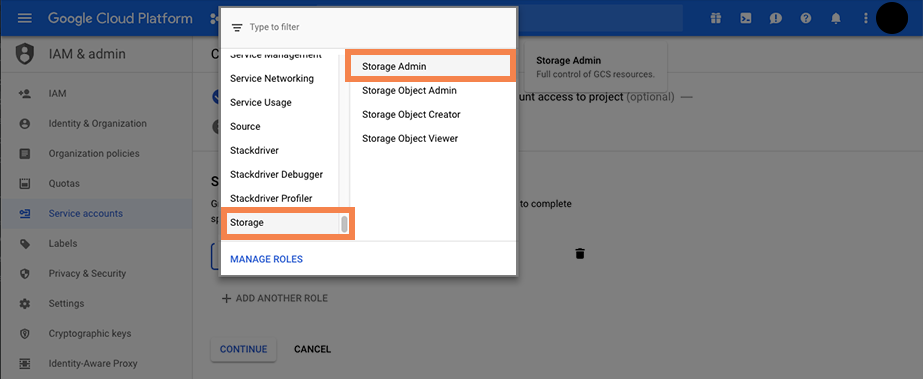 Google Cloud Platform
Type to filter
IAM & admin
C
Service Management
Service Networking
Service Usage
Source
Stackdriver
Stackdriver Debugger
Stackdriver Profiler
Storage
Storage Admin
Storage Object Admin
Storage Object Creator
Storage Object Viewer
Storage Admin
Full control of GCS resources.
unt access to project (optional)
IAM
Identity & Organization
Organization policies
Quotas
Service accounts
Labels
Privacy & Security
Settings
Cryptographic keys
Identity-Aware Proxy
S
G
to complete
sp
MANAGE ROLES
ADD ANOTHER ROLE
CONTINUE
CANCEL